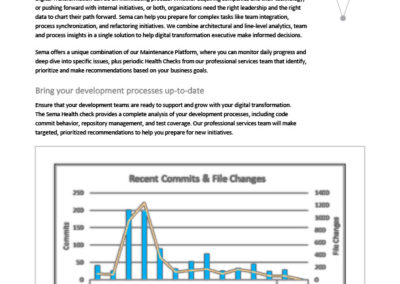 or pushing forward with internal initiatives, or both, organizations need the right leadership and the right
data to chart their path forward. Sema can help you prepare for complex tasks like team integration,
process synchronization, and refactoring initiatives. We combine architectural and line-level analytics, team
and process insights in a single solution to help digital transformation executive make informed decisions.
Sema offers a unique combination of our Maintenance Platform, where you can monitor daily progress and
deep dive into specific issues, plus periodic Health Checks from our professional services team that identify,
prioritize and make recommendations based on your business goals.
Bring your development processes up-to-date
Ensure that your development teams are ready to support and grow with your digital transformation.
The Sema Health check provides a complete analysis of your development processes, including code
commit behavior, repository management, and test coverage. Our professional services team will make
targeted, prioritized recommendations to help you prepare for new initiatives.
Recent Commits & File Changes
250
200
150
100
50
0
Commits
1400
1200
1000
800
600
400
200
0
File Changes